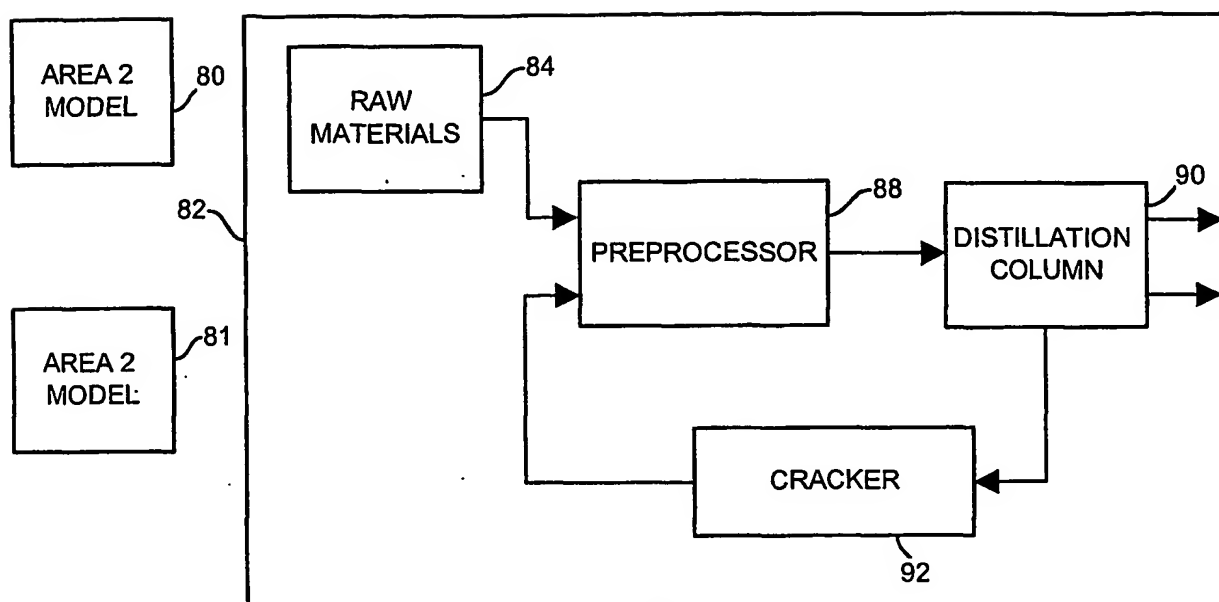 AREA 2
MODEL
80
RAW
MATERIALS
84
82
PREPROCESSOR
88
DISTILLATION
COLUMN
90
AREA 2
MODEL
81
CRACKER
92